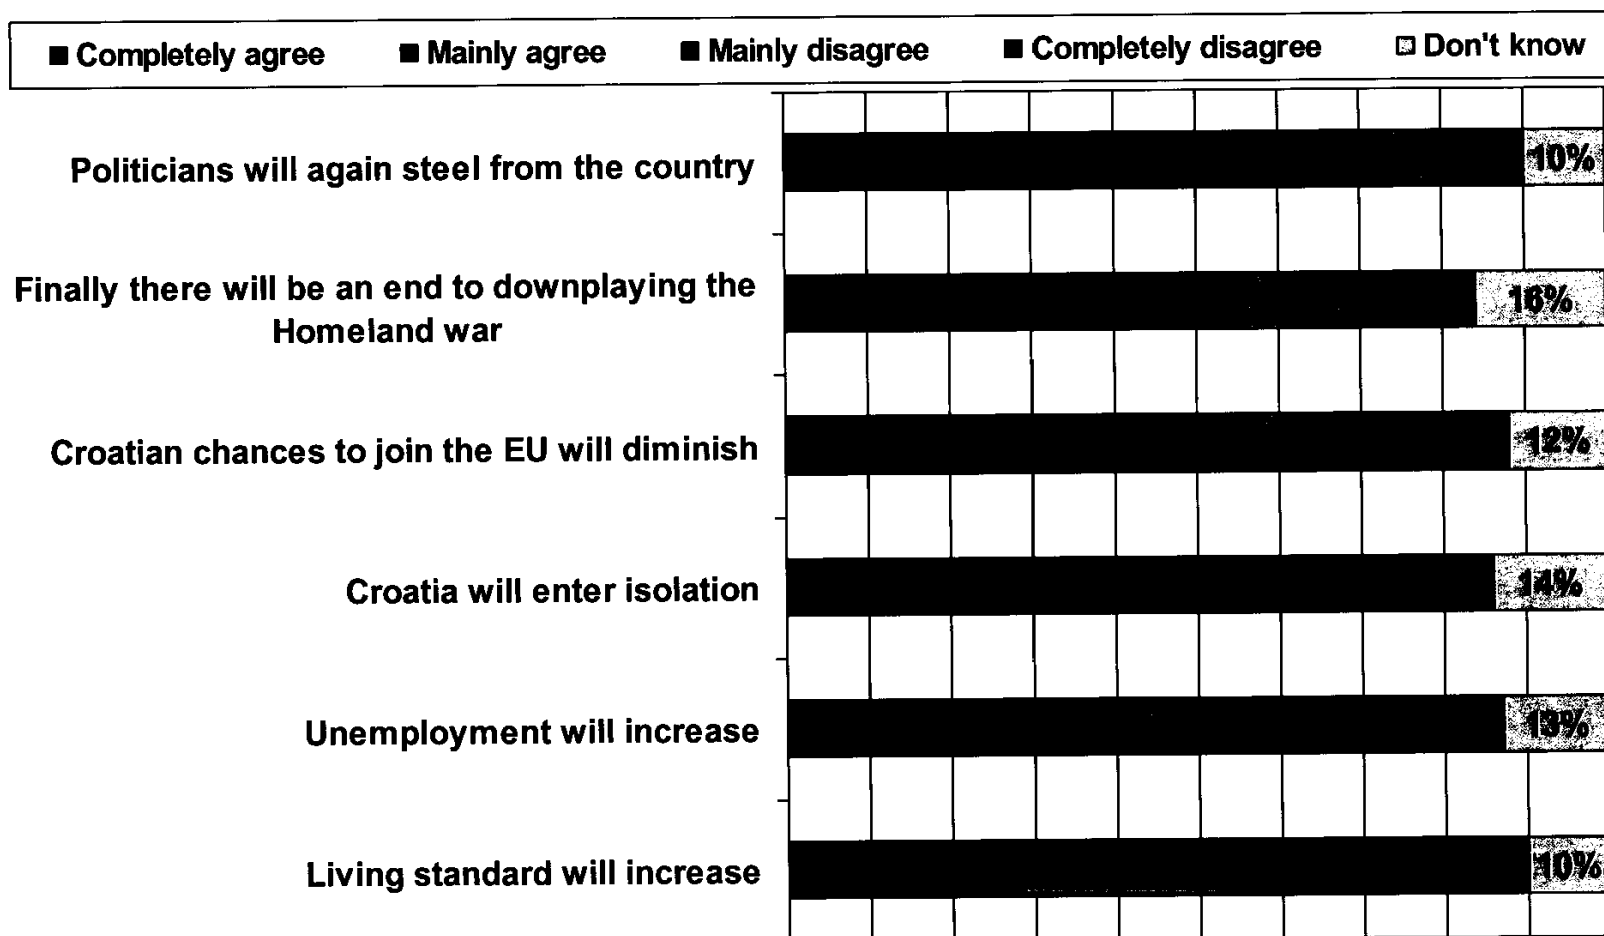 Completely agree Mainly agree Mainly disagree Completely disagree Don't know
Politicians will again steel from the country
10%
Finally there will be an end to downplaying the
Homeland war
16%
Croatian chances to join the EU will diminish
12%
Croatia will enter isolation
14%
Unemployment will increase
13%
Living standard will increase
10%